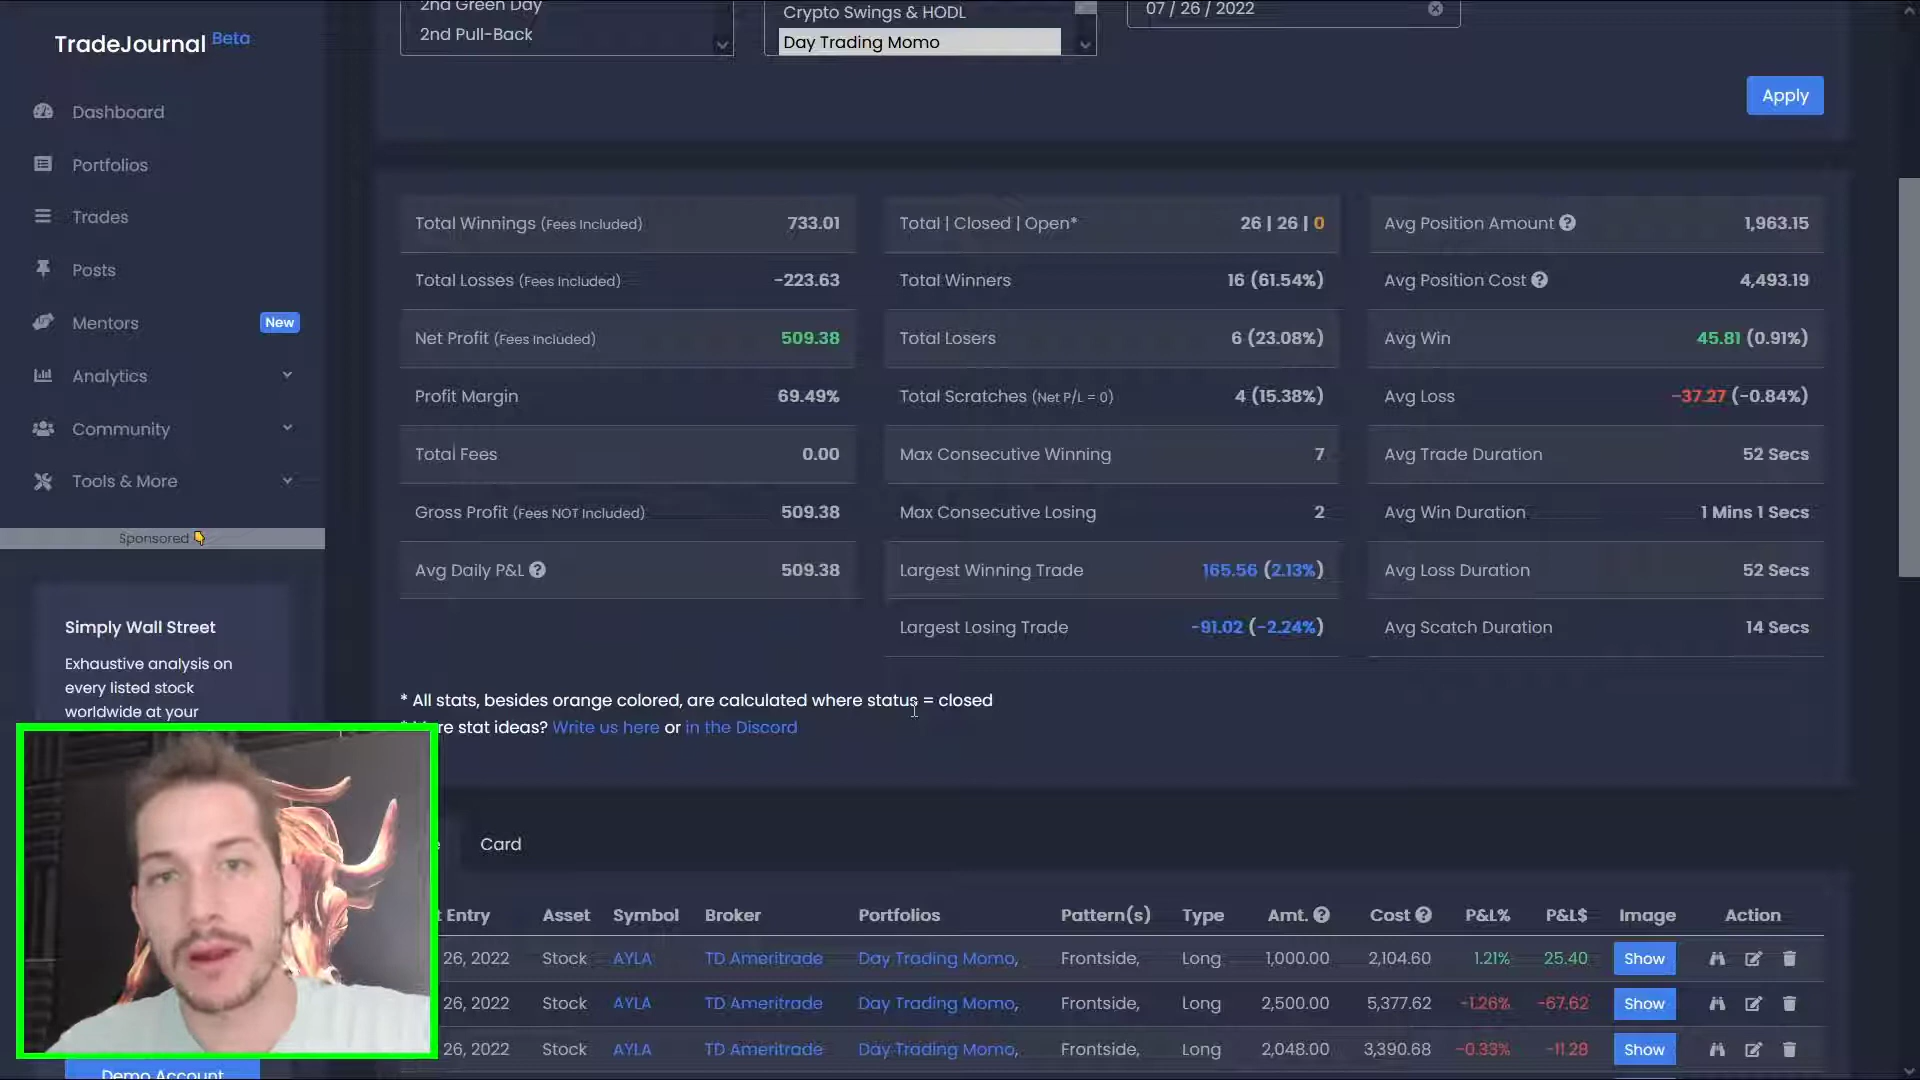 2nd Green Day
2nd Pull-Back
Crypto Swings & HODL
Day Trading Momo
07 / 26 / 2022
TradeJournal Beta
Apply
Dashboard
Portfolios
Trades
Posts
Mentors New
Analytics
Community
Tools & More
Sponsored
Simply Wall Street
Exhaustive analysis on
every listed stock
worldwide at your
Demo Account
Total Winnings (Fees Included) 733.01
Total Losses (Fees Included) -223.63
Net Profit (Fees Included) 509.38
Profit Margin 69.49%
Total Fees 0.00
Gross Profit (Fees NOT Included) 509.38
Avg Daily P&L 509.38
Total | Closed | Open* 26 | 26 | 0
Total Winners 16 (61.54%)
Total Losers 6 (23.08%)
Total Scratches (Net P/L = 0) 4 (15.38%)
Max Consecutive Winning 7
Max Consecutive Losing 2
Largest Winning Trade 165.56 (2.13%)
Largest Losing Trade -91.02 (-2.24%)
Avg Position Amount 1,963.15
Avg Position Cost 4,493.19
Avg Win 45.81 (0.91%)
Avg Loss -37.27 (-0.84%)
Avg Trade Duration 52 Secs
Avg Win Duration 1 Mins 1 Secs
Avg Loss Duration 52 Secs
Avg Scatch Duration 14 Secs
* All stats, besides orange colored, are calculated where status = closed
stat ideas? Write us here or in the Discord
Card
Entry Asset Symbol Broker Portfolios Pattern(s) Type Amt. Cost P&L% P&L$ Image Action
26, 2022 Stock AYLA TD Ameritrade Day Trading Momo, Frontside, Long 1,000.00 2,104.60 1.21% 25.40 Show
26, 2022 Stock AYLA TD Ameritrade Day Trading Momo, Frontside, Long 2,500.00 5,377.62 -1.26% -67.62 Show
26, 2022 Stock AYLA TD Ameritrade Day Trading Momo, Frontside, Long 2,048.00 3,390.68 -0.33% -11.28 Show